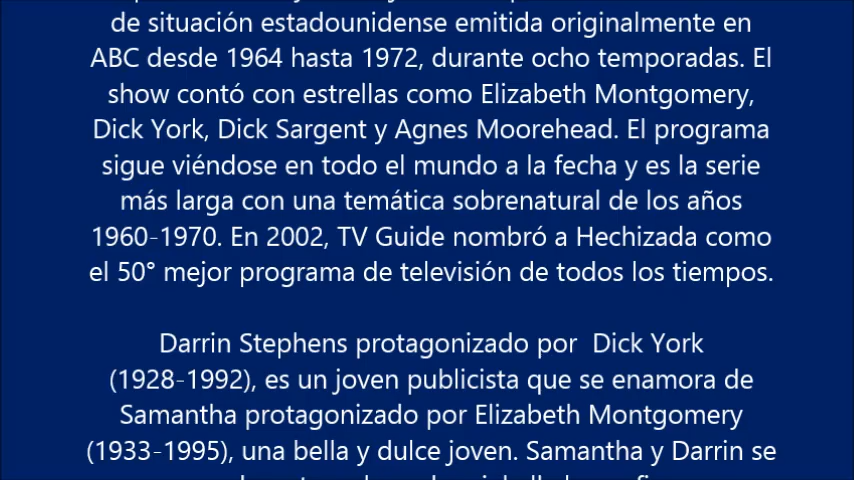 de situación estadounidense emitida originalmente en
ABC desde 1964 hasta 1972, durante ocho temporadas. El
show contó con estrellas como Elizabeth Montgomery,
Dick York, Dick Sargent y Agnes Moorehead. El programa
sigue viéndose en todo el mundo a la fecha y es la serie
más larga con una temática sobrenatural de los años
1960-1970. En 2002, TV Guide nombró a Hechizada como
el 50° mejor programa de televisión de todos los tiempos.
Darrin Stephens protagonizado por  Dick York
(1928-1992), es un joven publicista que se enamora de
Samantha protagonizado por Elizabeth Montgomery
(1933-1995), una bella y dulce joven. Samantha y Darrin se